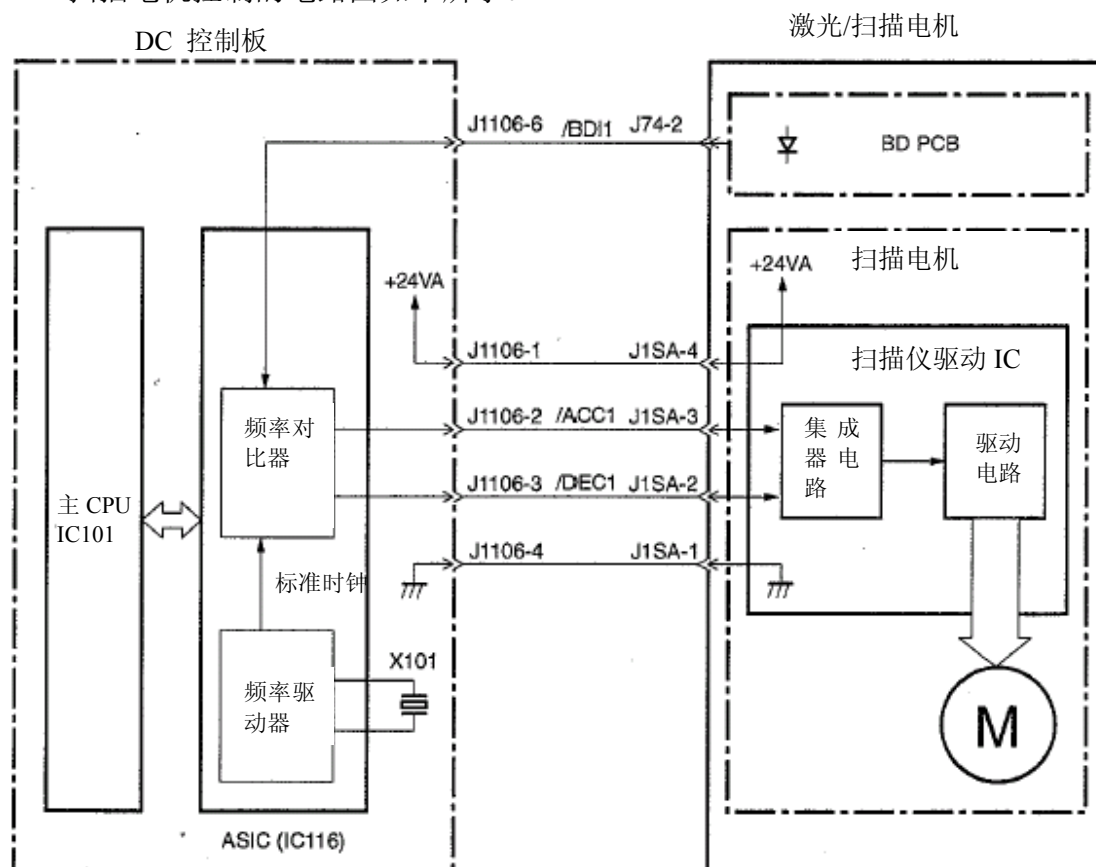 DC 控制板
激光/扫描电机
J1106-6 /BDI1 J74-2
BD PCB
+24VA
+24VA
扫描电机
J1106-1 J1SA-4
扫描仪驱动 IC
频率对
比器
J1106-2 /ACC1 J1SA-3
集 成
器 电
路
驱动
电路
J1106-3 /DEC1 J1SA-2
主 CPU
IC101
J1106-4 J1SA-1
标准时钟
X101
频率驱
动器
M
ASIC (IC116)